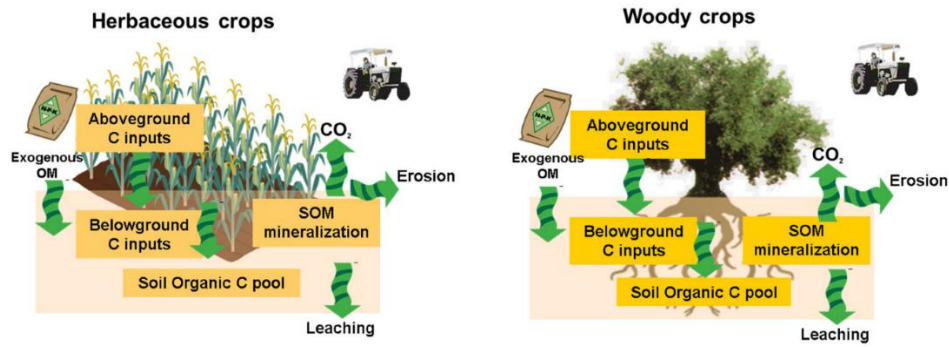 Herbaceous crops
N-P-K
Exogenous
OM
Aboveground
C inputs
CO₂
Erosion
Belowground
C inputs
SOM
mineralization
Soil Organic C pool
Leaching
Woody crops
N-P-K
Exogenous
OM
Aboveground
C inputs
CO₂
Erosion
Belowground
C inputs
SOM
mineralization
Soil Organic C pool
Leaching